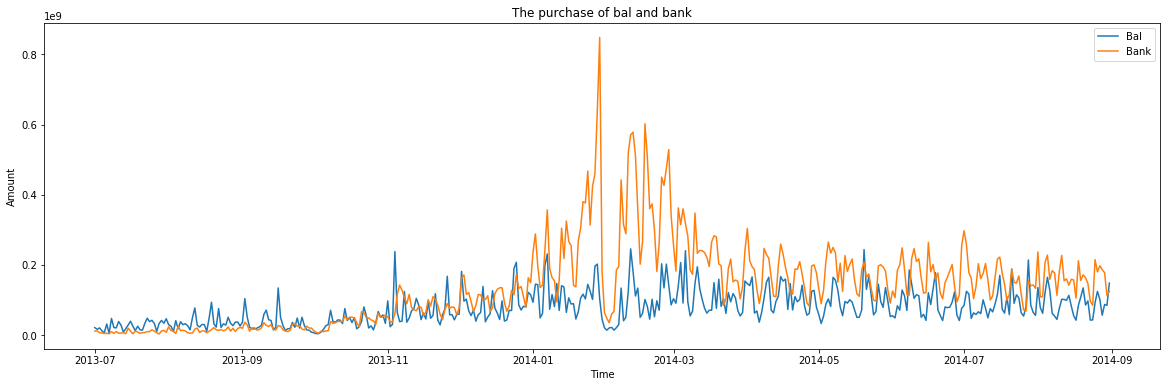 The purchase of bal and bank
1e9
Bal
Bank
0.8
0.6
0.4
0.2
0.0
Amount
2013-07 2013-09 2013-11 2014-01 2014-03 2014-05 2014-07 2014-09
Time